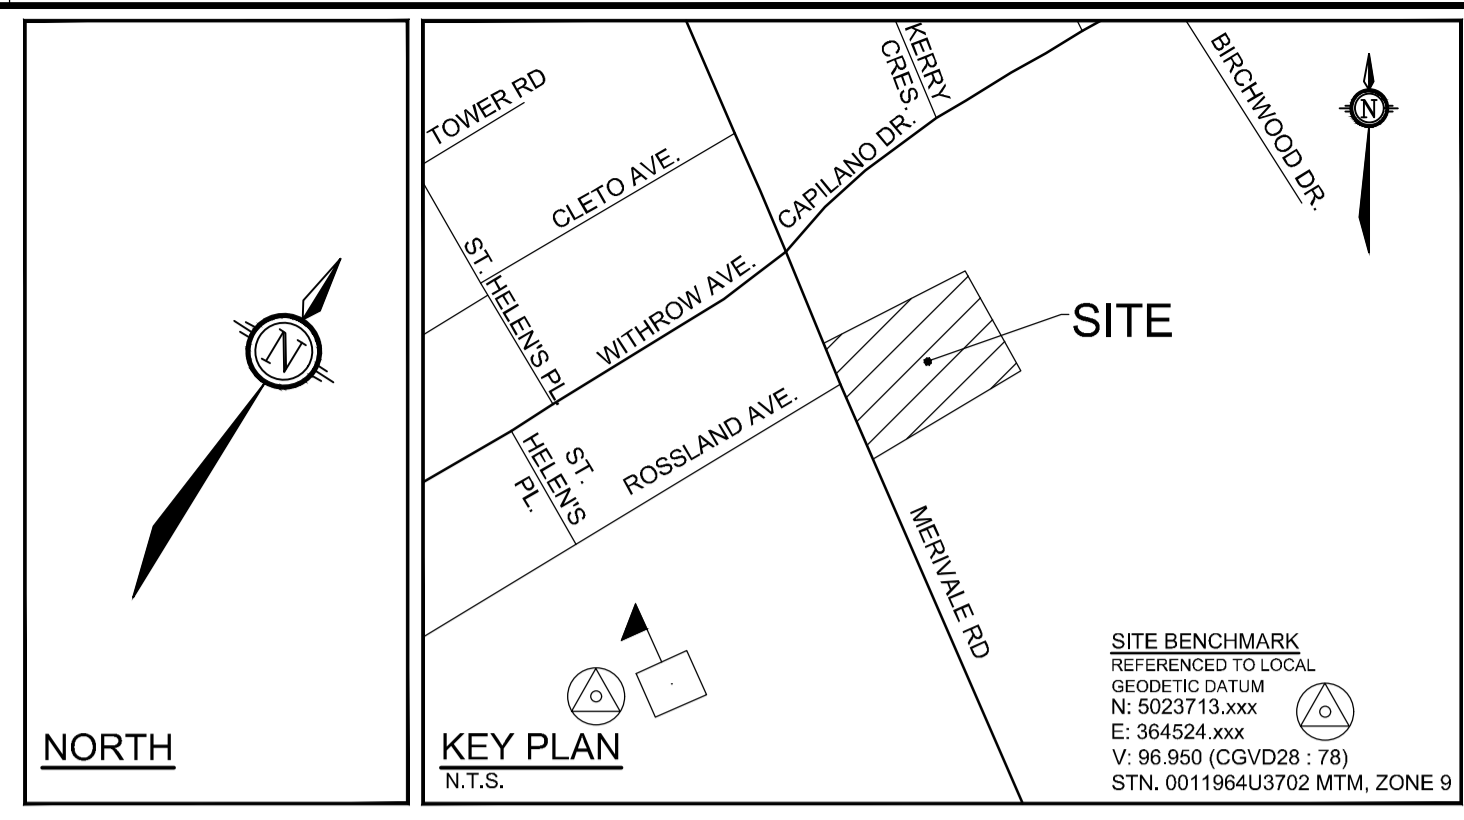 N
NORTH
TOWER RD
CLETO AVE.
ST. HELEN'S PL.
WITHROW AVE.
CAPILANO DR.
KERRY
CRES.
BIRCHWOOD DR.
N
SITE
ST.
HELEN'S
PL.
ROSSLAND AVE.
MERIVALE RD
KEY PLAN
N.T.S.
SITE BENCHMARK
REFERENCED TO LOCAL
GEODETIC DATUM
N: 5023713.xxx
E: 364524.xxx
V: 96.950 (CGVD28 : 78)
STN. 0011964U3702 MTM, ZONE 9